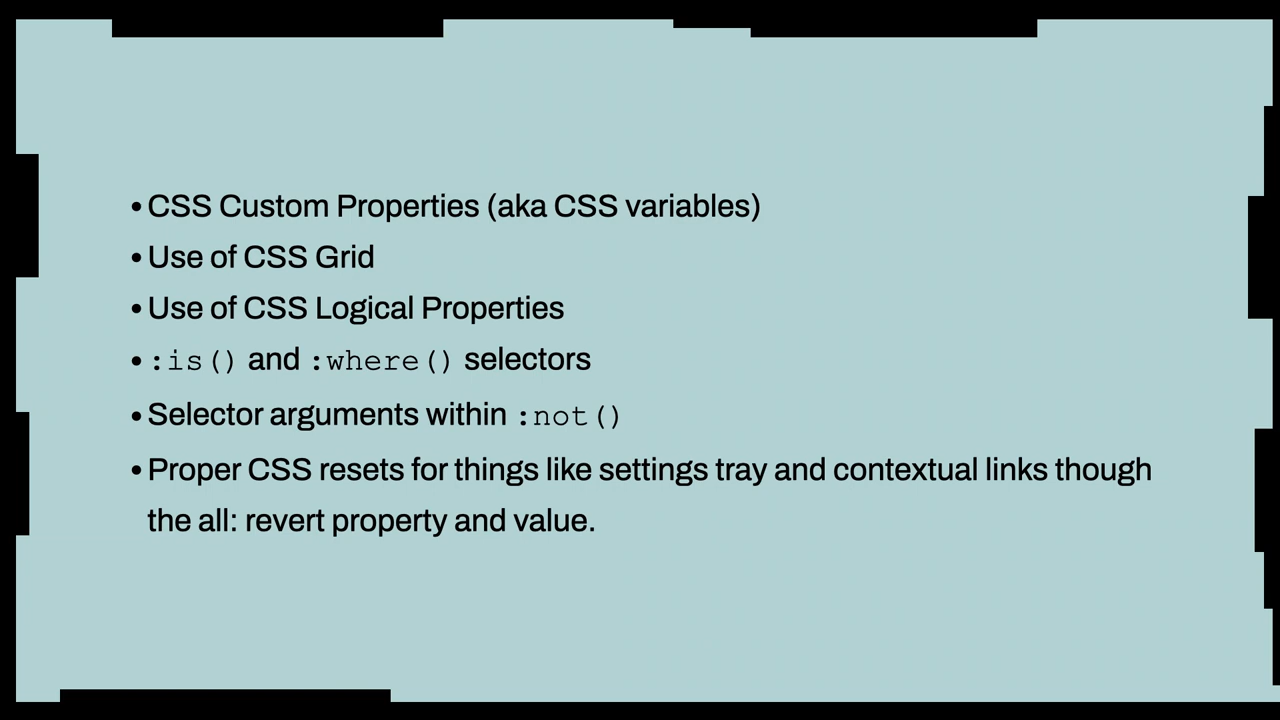 • CSS Custom Properties (aka CSS variables)
• Use of CSS Grid
• Use of CSS Logical Properties
• :is() and :where() selectors
• Selector arguments within :not()
• Proper CSS resets for things like settings tray and contextual links though
the all: revert property and value.